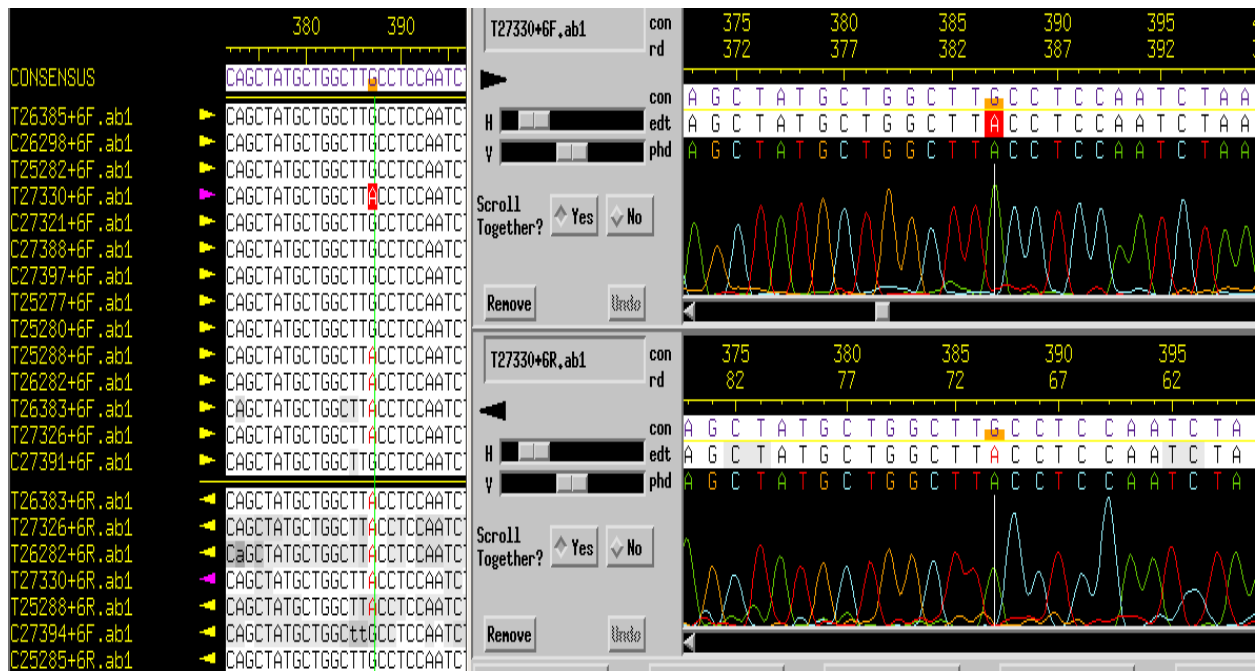 380 390
CONSENSUS CAGCTATGCTGGCTTGCCTCCAATCT
T26385+6F.ab1 CAGCTATGCTGGCTTGCCTCCAATC
C26298+6F.ab1 CAGCTATGCTGGCTTGCCTCCAATC
T25282+6F.ab1 CAGCTATGCTGGCTTGCCTCCAATC
T27330+6F.ab1 CAGCTATGCTGGCTTACCTCCAATC
C27321+6F.ab1 CAGCTATGCTGGCTTGCCTCCAATC
C27388+6F.ab1 CAGCTATGCTGGCTTGCCTCCAATC
C27397+6F.ab1 CAGCTATGCTGGCTTGCCTCCAATC
T25277+6F.ab1 CAGCTATGCTGGCTTGCCTCCAATC
T25280+6F.ab1 CAGCTATGCTGGCTTGCCTCCAATC
T25288+6F.ab1 CAGCTATGCTGGCTTACCTCCAATC
T26282+6F.ab1 CAGCTATGCTGGCTTACCTCCAATC
T26383+6F.ab1 CAGCTATGCTGGCTTACCTCCAATC
T27326+6F.ab1 CAGCTATGCTGGCTTACCTCCAATC
C27391+6F.ab1 CAGCTATGCTGGCTTACCTCCAATC
T26383+6R.ab1 CAGCTATGCTGGCTTACCTCCAATC
T27326+6R.ab1 CAGCTATGCTGGCTTACCTCCAATC
T26282+6R.ab1 CaGCTATGCTGGCTTACCTCCAATC
T27330+6R.ab1 CAGCTATGCTGGCTTACCTCCAATC
T25288+6R.ab1 CAGCTATGCTGGCTTACCTCCAATC
C27394+6F.ab1 CAGCTATGCTGGCttGCCTCCAATC
C25285+6R.ab1 CAGCTATGCTGGCTTGCCTCCAATC
T27330+6F.ab1 con 375 380 385 390 395
rd 372 377 382 387 392
con A G C T A T G C T G G C T T G C C T C C A A T C T A A
H edt A G C T A T G C T G G C T T A C C T C C A A T C T A A
V phd A G C T A T G C T G G C T T A C C T C C A A T C T A A
Scroll Together? Yes No
Remove Undo
T27330+6R.ab1 con 375 380 385 390 395
rd 82 77 72 67 62
con A G C T A T G C T G G C T T G C C T C C A A T C T A
H edt A G C T A T G C T G G C T T A C C T C C A A T C T A
V phd A G C T A T G C T G G C T T A C C T C C A A T C T A
Scroll Together? Yes No
Remove Undo